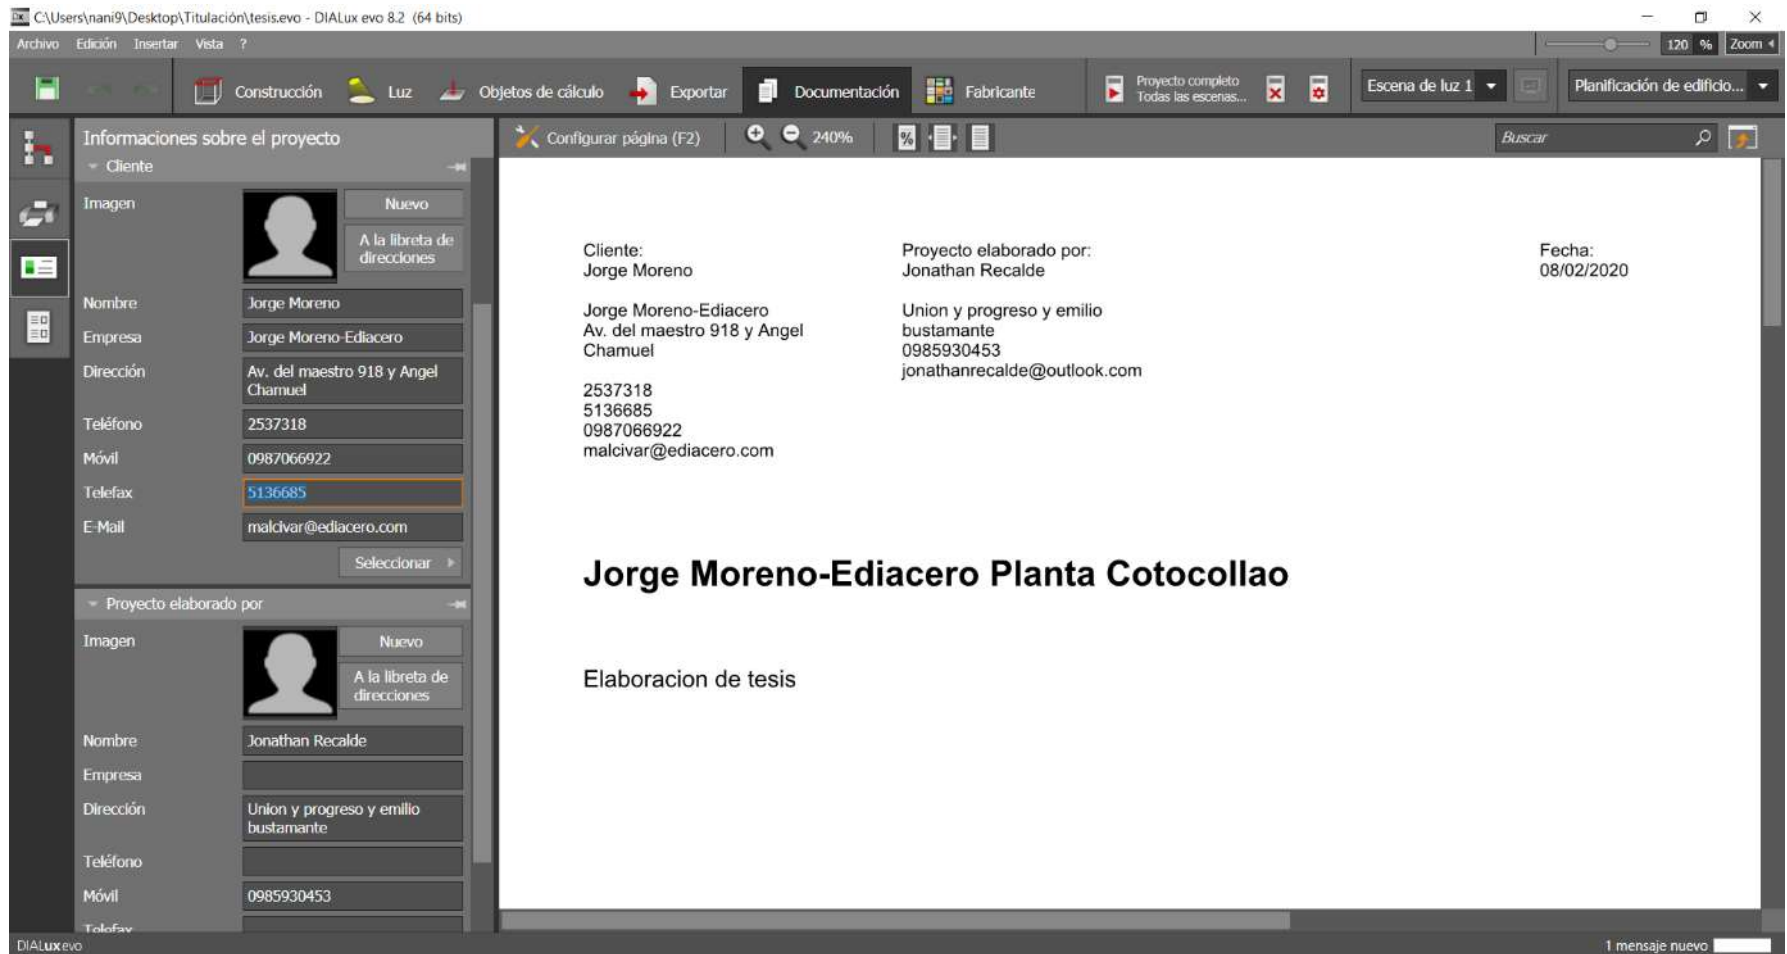 C:\Users\nani9\Desktop\Titulación\tesis.evo - DIALux evo 8.2 (64 bits)
Archivo Edición Insertar Vista ?
120 % Zoom
Construcción Luz Objetos de cálculo Exportar Documentación Fabricante
Proyecto completo
Todas las escenas...
Escena de luz 1
Planificación de edificio...
Informaciones sobre el proyecto
Cliente
Imagen
Nuevo
A la libreta de
direcciones
Nombre Jorge Moreno
Empresa Jorge Moreno-Ediacero
Dirección Av. del maestro 918 y Angel
Chamuel
Teléfono 2537318
Móvil 0987066922
Telefax 5136685
E-Mail malcivar@ediacero.com
Seleccionar
Proyecto elaborado por
Imagen
Nuevo
A la libreta de
direcciones
Nombre Jonathan Recalde
Empresa
Dirección Union y progreso y emilio
bustamante
Teléfono
Móvil 0985930453
Telefax
Configurar página (F2) 240% Buscar
Cliente:
Jorge Moreno
Jorge Moreno-Ediacero
Av. del maestro 918 y Angel
Chamuel
2537318
5136685
0987066922
malcivar@ediacero.com
Proyecto elaborado por:
Jonathan Recalde
Union y progreso y emilio
bustamante
0985930453
jonathanrecalde@outlook.com
Fecha:
08/02/2020
Jorge Moreno-Ediacero Planta Cotocollao
Elaboracion de tesis
DIALux evo
1 mensaje nuevo